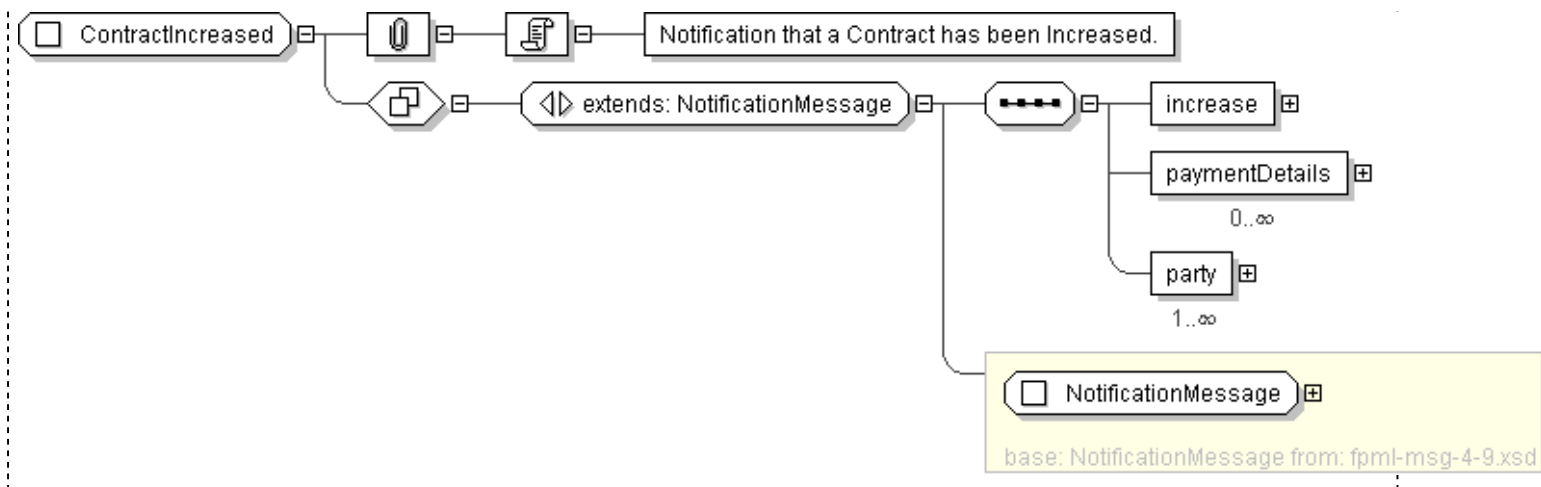 ContractIncreased
Notification that a Contract has been Increased.
extends: NotificationMessage
increase
paymentDetails
0..∞
party
1..∞
NotificationMessage
base: NotificationMessage from: fpml-msg-4-9.xsd